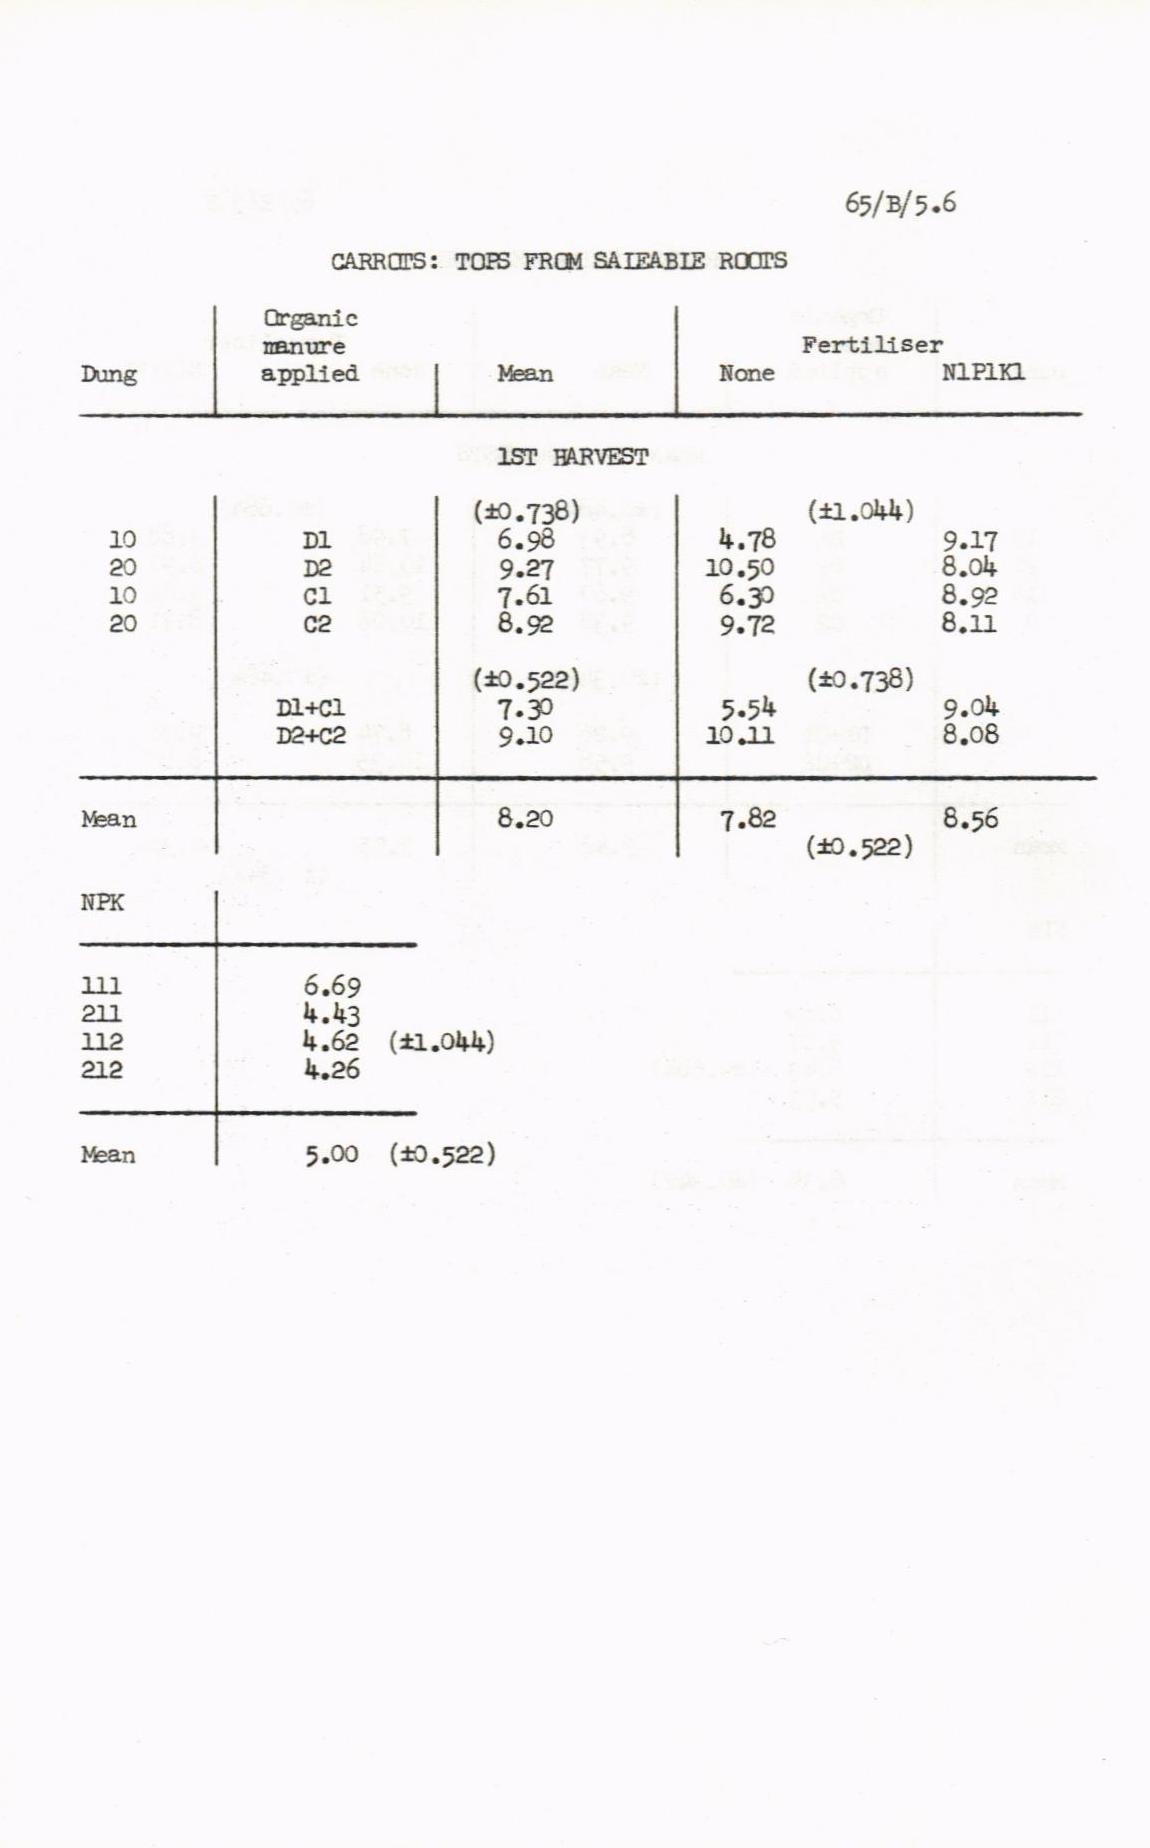 65/B/5.6
CARROTS: TOPS FROM SALEABLE ROOTS
Organic
manure Fertiliser
Dung applied Mean None N1P1K1
1ST HARVEST
(±0.738) (±1.044)
10 D1 6.98 4.78 9.17
20 D2 9.27 10.50 8.04
10 C1 7.61 6.30 8.92
20 C2 8.92 9.72 8.11
(±0.522) (±0.738)
D1+C1 7.30 5.54 9.04
D2+C2 9.10 10.11 8.08
Mean 8.20 7.82 8.56
(±0.522)
NPK
111 6.69
211 4.43
112 4.62 (±1.044)
212 4.26
Mean 5.00 (±0.522)